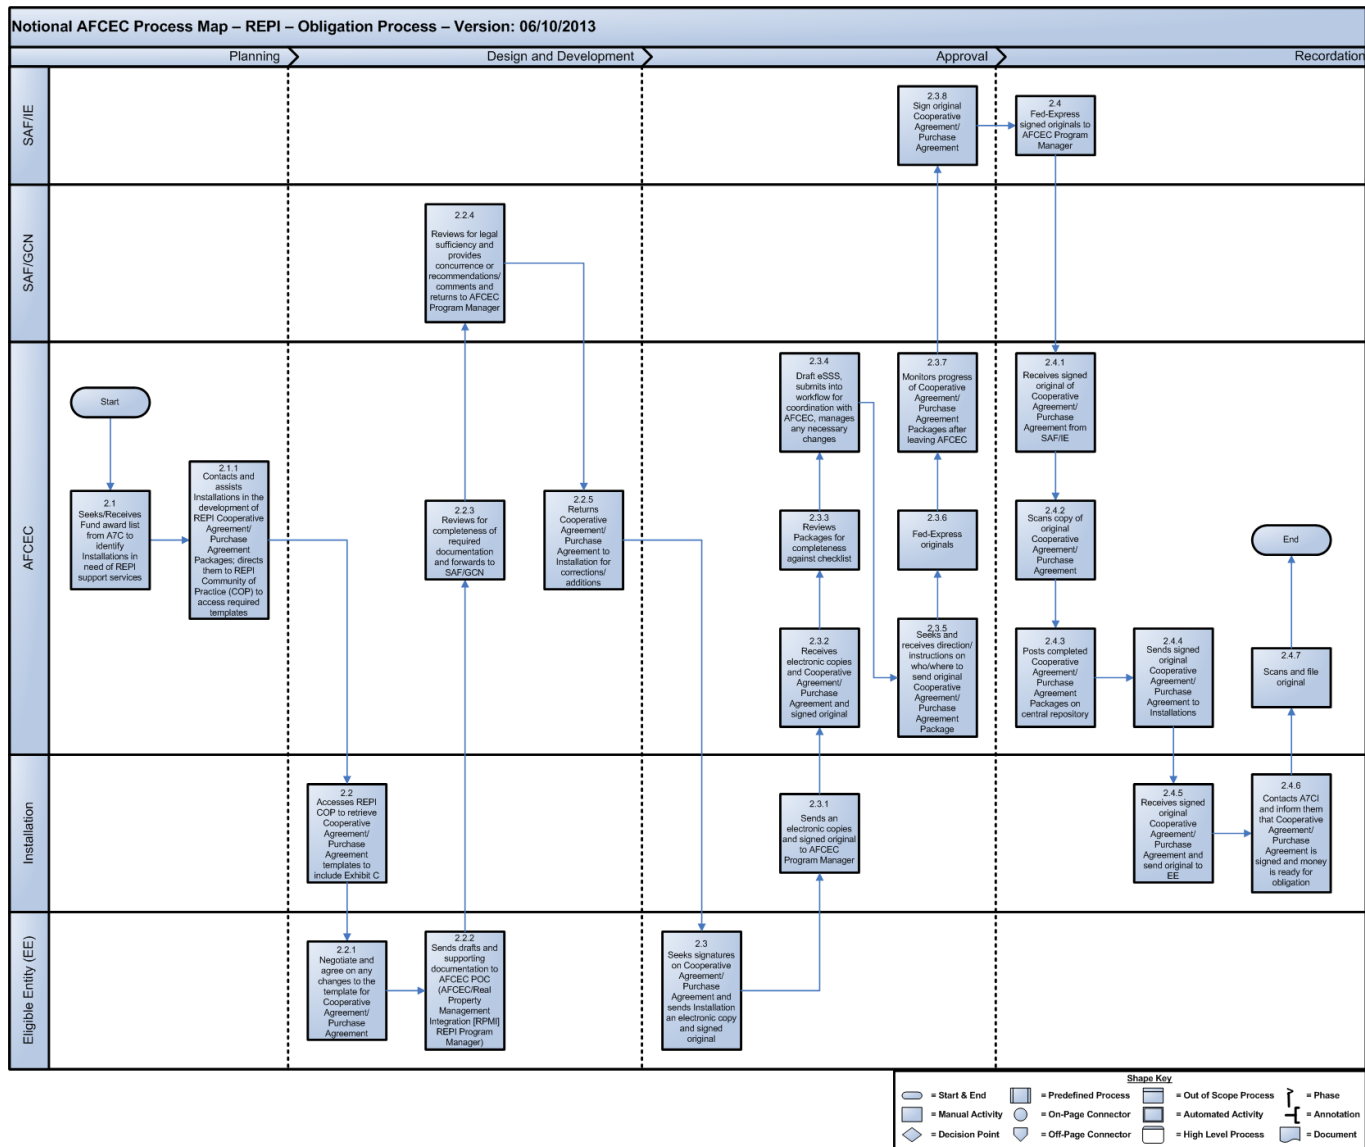 Notional AFCEC Process Map – REPI – Obligation Process – Version: 06/10/2013
Planning
Design and Development
Approval
Recordation
SAF/IE
2.3.8
Sign original
Cooperative
Agreement/
Purchase
Agreement
2.4
Fed-Express
signed originals to
AFCEC Program
Manager
SAF/GCN
2.2.4
Reviews for legal
sufficiency and
provides
concurrence or
recommendations/
comments and
returns to AFCEC
Program Manager
AFCEC
Start
2.1
Seeks/Receives
Fund award list
from A7C to
identify
Installations in
need of REPI
support services
2.1.1
Contacts and
assists
Installations in the
development of
REPI Cooperative
Agreement/
Purchase
Agreement
Packages; directs
them to REPI
Community of
Practice (COP) to
access required
templates
2.2.3
Reviews for
completeness of
required
documentation
and forwards to
SAF/GCN
2.2.5
Returns
Cooperative
Agreement/
Purchase
Agreement to
Installation for
corrections/
additions
2.3.4
Draft eSSS,
submits into
workflow for
coordination with
AFCEC, manages
any necessary
changes
2.3.3
Reviews
Packages for
completeness
against checklist
2.3.2
Receives
electronic copies
and Cooperative
Agreement/
Purchase
Agreement and
signed original
2.3.7
Monitors progress
of Cooperative
Agreement/
Purchase
Agreement
Packages after
leaving AFCEC
2.3.6
Fed-Express
originals
2.3.5
Seeks and
receives direction/
instructions on
who/where to
send original
Cooperative
Agreement/
Purchase
Agreement
Package
2.4.1
Receives signed
original of
Cooperative
Agreement/
Purchase
Agreement from
SAF/IE
2.4.2
Scans copy of
original
Cooperative
Agreement/
Purchase
Agreement
2.4.3
Posts completed
Cooperative
Agreement/
Purchase
Agreement
Packages on
central repository
2.4.4
Sends signed
original
Cooperative
Agreement/
Purchase
Agreement to
Installations
End
2.4.7
Scans and file
original
Installation
2.2
Accesses REPI
COP to retrieve
Cooperative
Agreement/
Purchase
Agreement
templates to
include Exhibit C
2.3.1
Sends an
electronic copies
and signed original
to AFCEC
Program Manager
2.4.5
Receives signed
original
Cooperative
Agreement/
Purchase
Agreement and
send original to
EE
2.4.6
Contacts A7CI
and inform them
that Cooperative
Agreement/
Purchase
Agreement is
signed and money
is ready for
obligation
Eligible Entity (EE)
2.2.1
Negotiate and
agree on any
changes to the
template for
Cooperative
Agreement/
Purchase
Agreement
2.2.2
Sends drafts and
supporting
documentation to
AFCEC POC
(AFCEC/Real
Property
Management
Integration [RPMI]
REPI Program
Manager)
2.3
Seeks signatures
on Cooperative
Agreement/
Purchase
Agreement and
sends Installation
an electronic copy
and signed
original
Shape Key
= Start & End
= Predefined Process
= Out of Scope Process
= Phase
= Manual Activity
= On-Page Connector
= Automated Activity
= Annotation
= Decision Point
= Off-Page Connector
= High Level Process
= Document